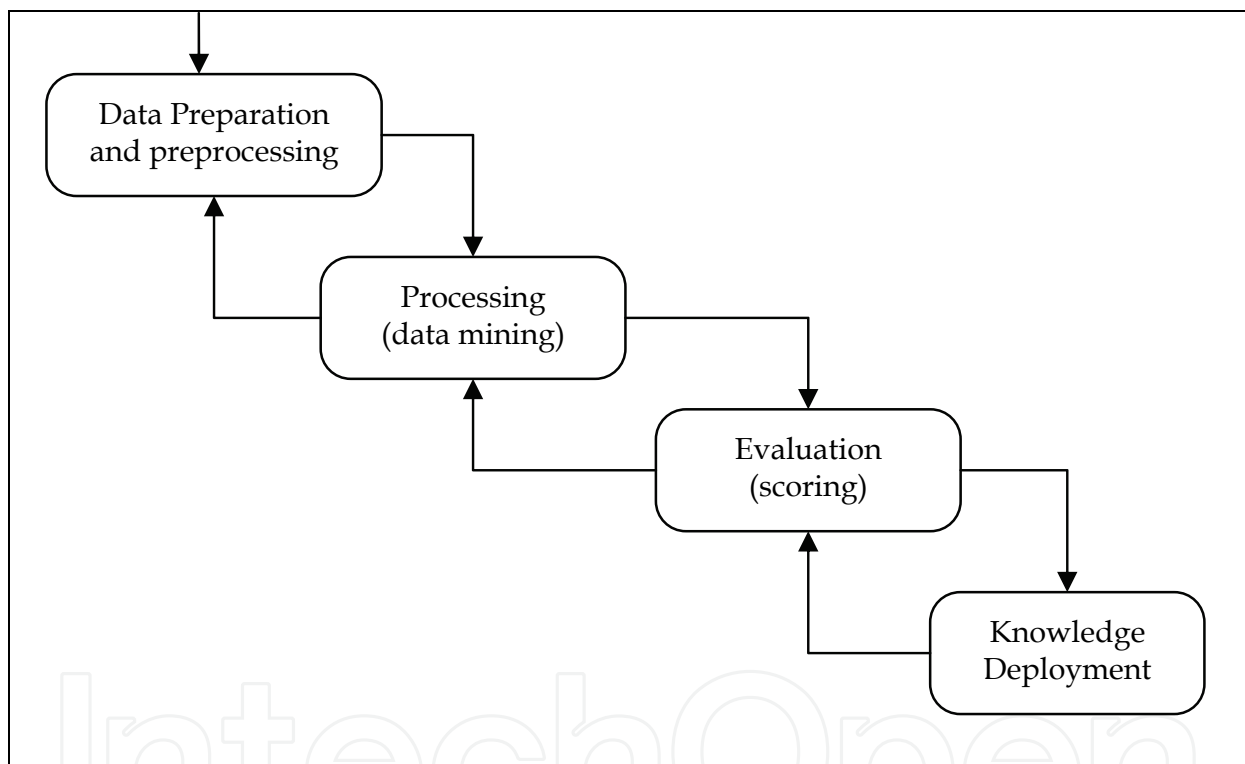 Data Preparation
and preprocessing
Processing
(data mining)
Evaluation
(scoring)
Knowledge
Deployment
IntechOpen